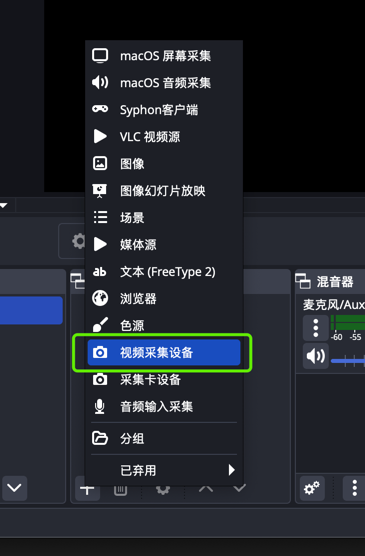 macOS 屏幕采集
macOS 音频采集
Syphon客户端
VLC 视频源
图像
图像幻灯片放映
场景
媒体源
ab 文本 (FreeType 2)
浏览器
色源
视频采集设备
采集卡设备
音频输入采集
分组
已弃用
混音器
麦克风/Aux
-60 -55